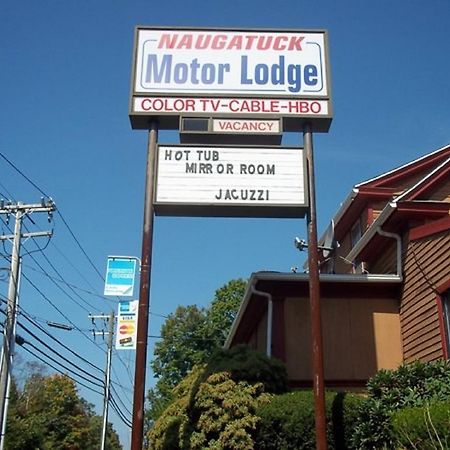 NAUGATUCK
Motor Lodge
COLOR TV-CABLE-HBO
VACANCY
HOT TUB
MIRROR ROOM
JACUZZI